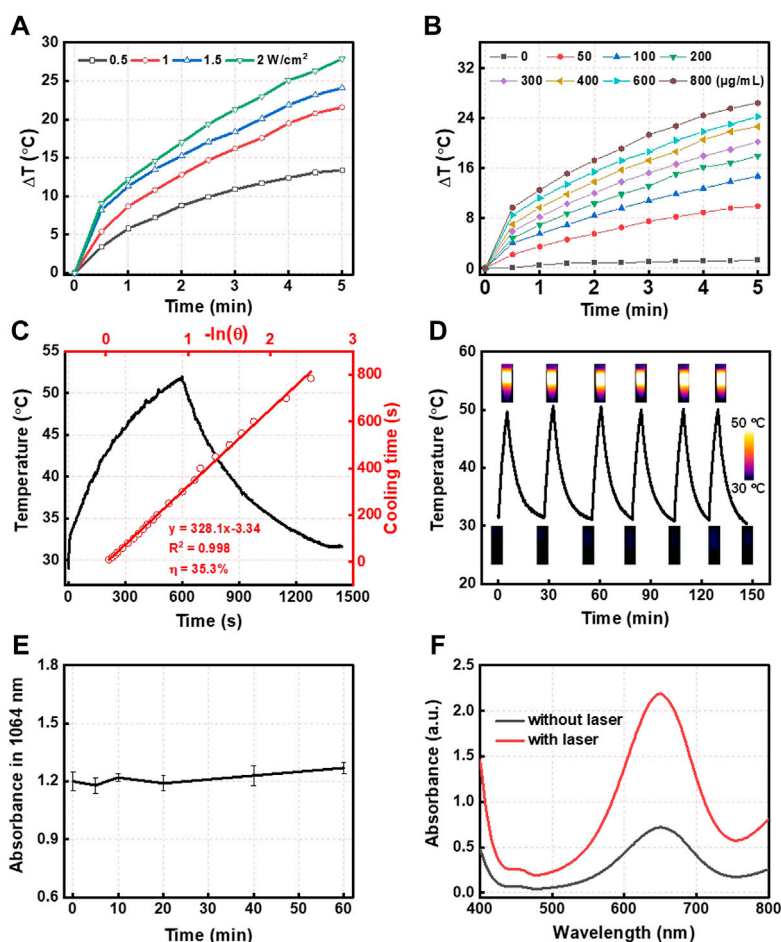 A
0.5 1 1.5 2 W/cm²
30
25
20
15
10
5
0
ΔT (°C)
0 1 2 3 4 5
Time (min)
B
0 50 100 200
300 400 600 800 (μg/mL)
32
24
16
8
0
ΔT (°C)
0 1 2 3 4 5
Time (min)
C
-ln(θ)
0 1 2 3
55
50
45
40
35
30
Temperature (°C)
800
600
400
200
0
Cooling time (s)
y = 328.1x-3.34
R² = 0.998
η = 35.3%
0 300 600 900 1200 1500
Time (s)
D
60
50
40
30
20
Temperature (°C)
50 ºC
30 ºC
0 30 60 90 120 150
Time (min)
E
1.8
1.5
1.2
0.9
0.6
Absorbance in 1064 nm
0 10 20 30 40 50 60
Time (min)
F
without laser
with laser
2.5
2.0
1.5
1.0
0.5
0.0
Absorbance (a.u.)
400 500 600 700 800
Wavelength (nm)